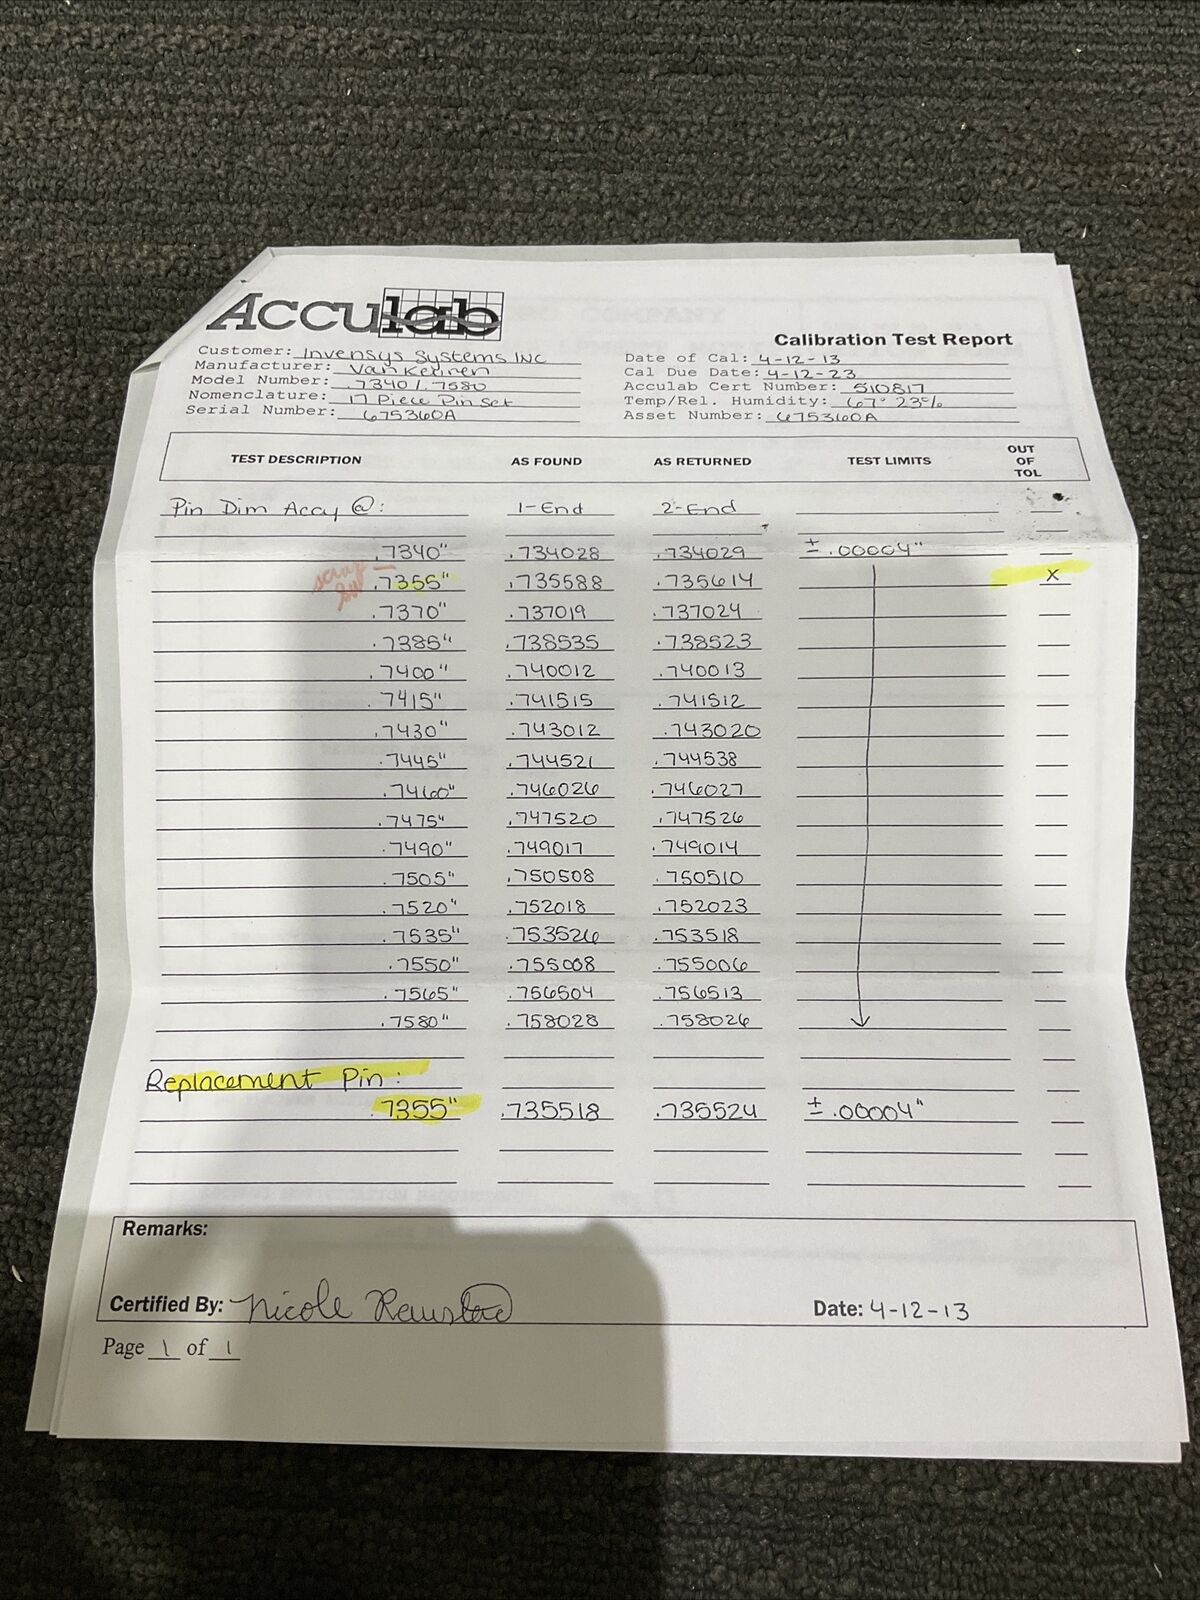 Acculab
Calibration Test Report
Customer: Invensys Systems INC
Manufacturer: VanKeuren
Model Number: .7340/.7580
Nomenclature: 17 Piece Pin Set
Serial Number: 675360A
Date of Cal: 4-12-13
Cal Due Date: 4-12-23
Acculab Cert Number: 510817
Temp/Rel. Humidity: 67° 23%
Asset Number: 675360A
TEST DESCRIPTION AS FOUND AS RETURNED TEST LIMITS OUT OF TOL
Pin Dim Accy @: 1-End 2-End
.7340" .734028 .734029 ± .00004"
scrap
.7355" .735588 .735614 X
.7370" .737019 .737024
.7385" .738535 .738523
.7400" .740012 .740013
.7415" .741515 .741512
.7430" .743012 .743020
.7445" .744521 .744538
.7460" .746026 .746027
.7475" .747520 .747526
.7490" .749017 .749014
.7505" .750508 .750510
.7520" .752018 .752023
.7535" .753526 .753518
.7550" .755008 .755006
.7565" .756504 .756513
.7580" .758028 .758026
Replacement Pin:
.7355" .735518 .735524 ± .00004"
Remarks:
Certified By: Nicole
Date: 4-12-13
Page 1 of 1